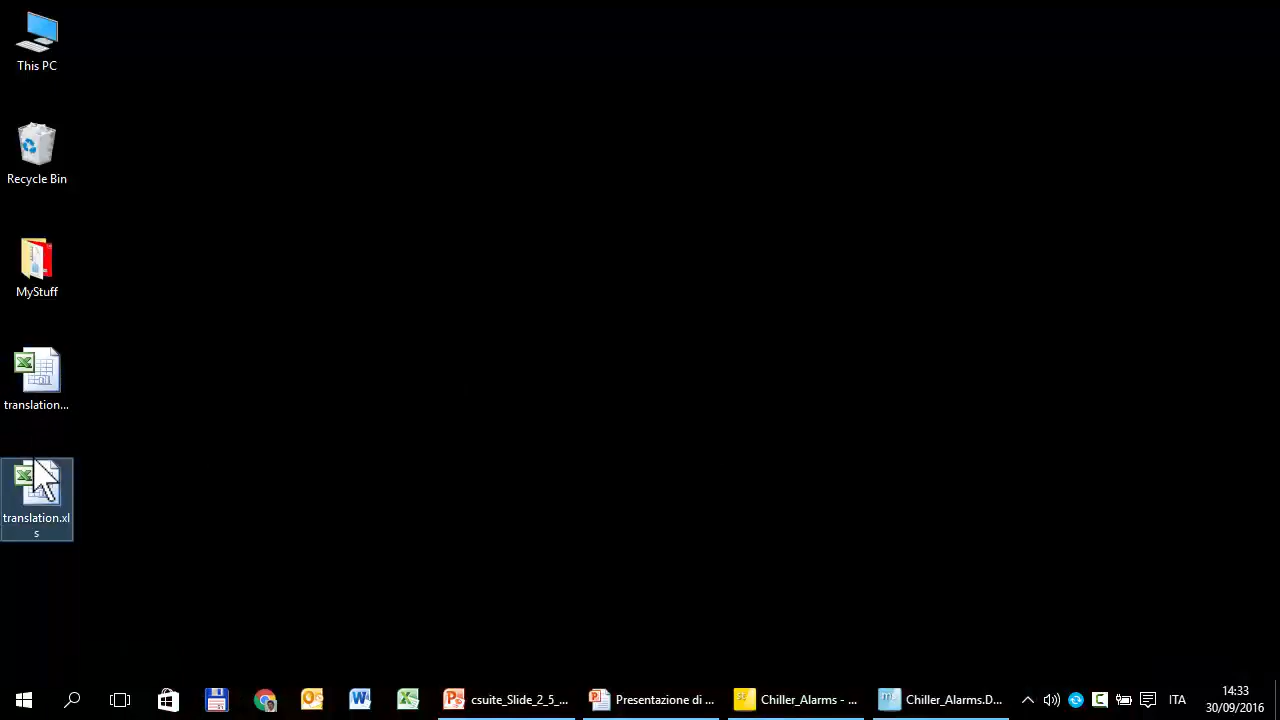 This PC
Recycle Bin
MyStuff
translation...
translation.xl
s
csuite_Slide_2_5_...
Presentazione di ...
Chiller_Alarms - ...
Chiller_Alarms.D...
ITA
14:33
30/09/2016